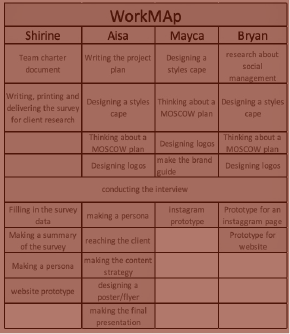 WorkMAp
Shirine Aisa Mayca Bryan
Team charter
document
Writing the project
plan
Designing a
styles cape
research about
social
management
Writing, printing and
delivering the survey
for client research
Designing a styles
cape
Thinking about a
MOSCOW plan
Designing a styles
cape
Thinking about a
MOSCOW plan
Designing logos
Thinking about a
MOSCOW plan
Designing logos
make the brand
guide
Designing logos
conducting the interview
Filling in the survey
data
making a persona
instagram
prototype
Prototype for an
instaggram page
Making a summary
of the survey
reaching the client
Prototype for
website
Making a persona
making the content
strategy
website prototype
designing a
poster/flyer
making the final
presentation